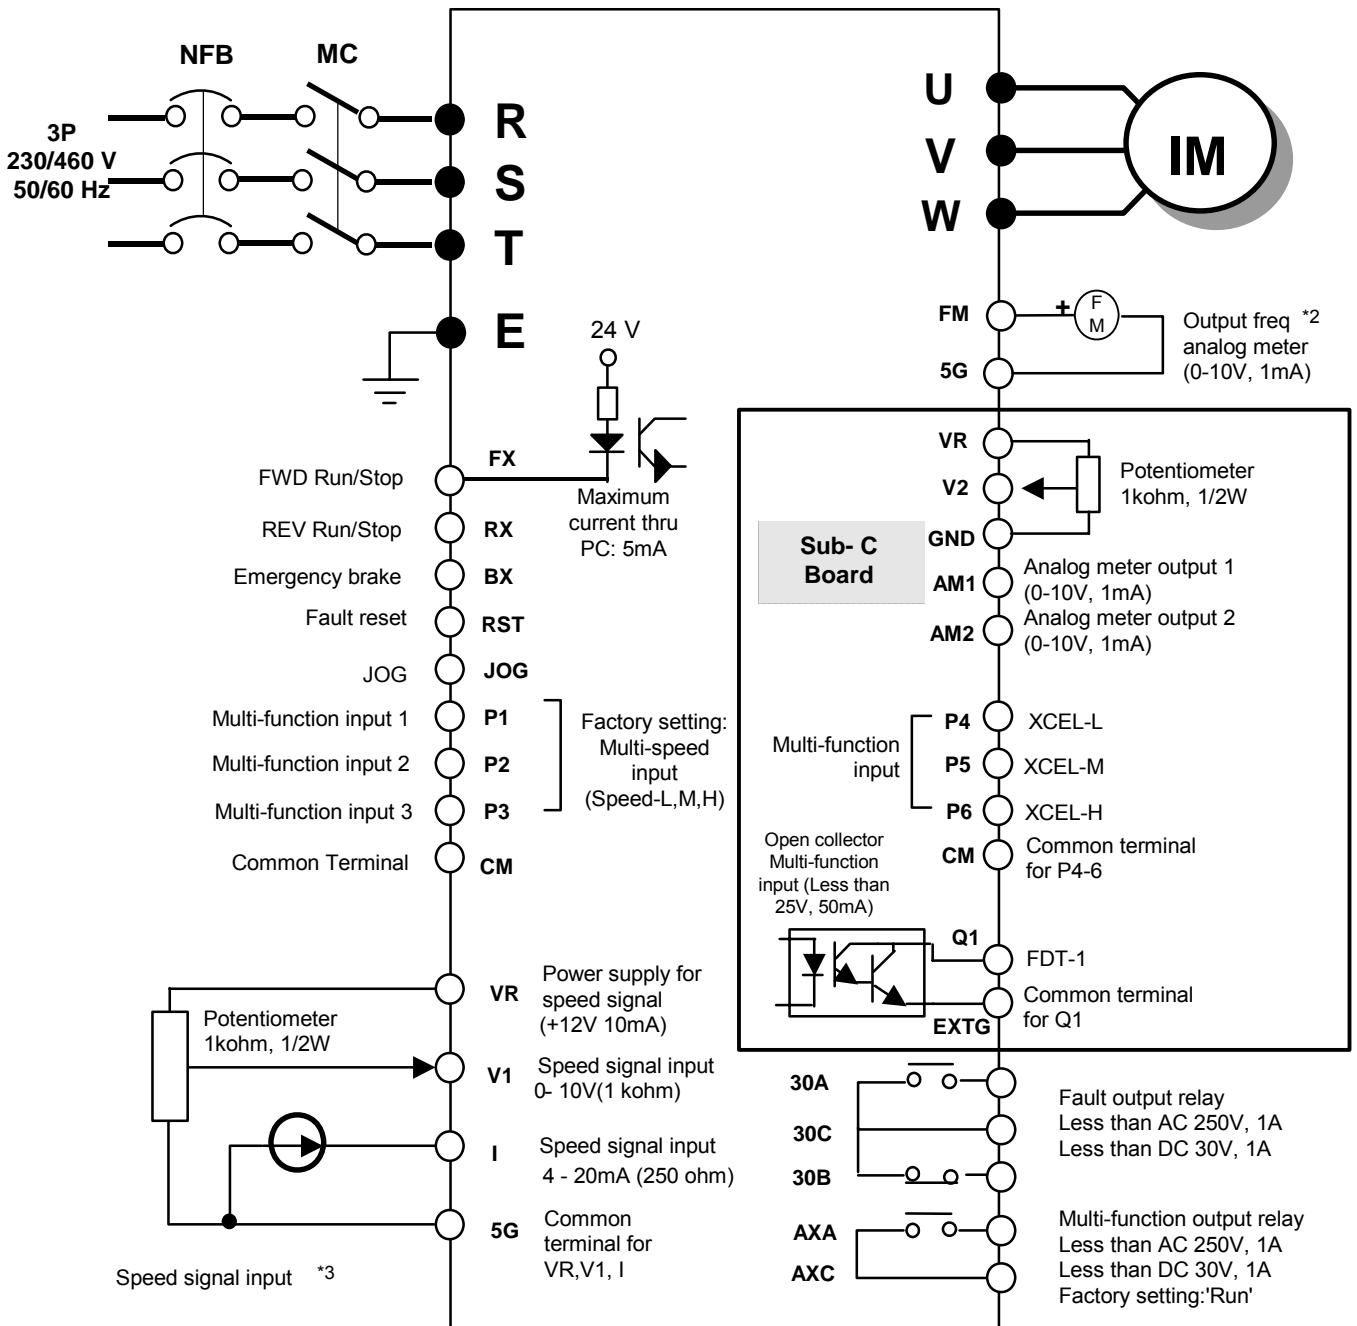 NFB
MC
3P
230/460 V
50/60 Hz
R
S
T
E
U
V
W
IM
FM
5G
+
F
M
Output freq *2
analog meter
(0-10V, 1mA)
24 V
FX
FWD Run/Stop
Maximum
current thru
PC: 5mA
REV Run/Stop
RX
Emergency brake
BX
Fault reset
RST
JOG
JOG
Multi-function input 1
P1
Multi-function input 2
P2
Multi-function input 3
P3
Factory setting:
Multi-speed
input
(Speed-L,M,H)
Common Terminal
CM
VR
Power supply for
speed signal
(+12V 10mA)
Potentiometer
1kohm, 1/2W
V1
Speed signal input
0- 10V(1 kohm)
I
Speed signal input
4 - 20mA (250 ohm)
5G
Common
terminal for
VR,V1, I
Speed signal input *3
VR
V2
GND
Potentiometer
1kohm, 1/2W
Sub- C
Board
AM1
Analog meter output 1
(0-10V, 1mA)
AM2
Analog meter output 2
(0-10V, 1mA)
Multi-function
input
P4
XCEL-L
P5
XCEL-M
P6
XCEL-H
CM
Common terminal
for P4-6
Open collector
Multi-function
input (Less than
25V, 50mA)
Q1
FDT-1
EXTG
Common terminal
for Q1
30A
30C
30B
Fault output relay
Less than AC 250V, 1A
Less than DC 30V, 1A
AXA
AXC
Multi-function output relay
Less than AC 250V, 1A
Less than DC 30V, 1A
Factory setting:'Run'